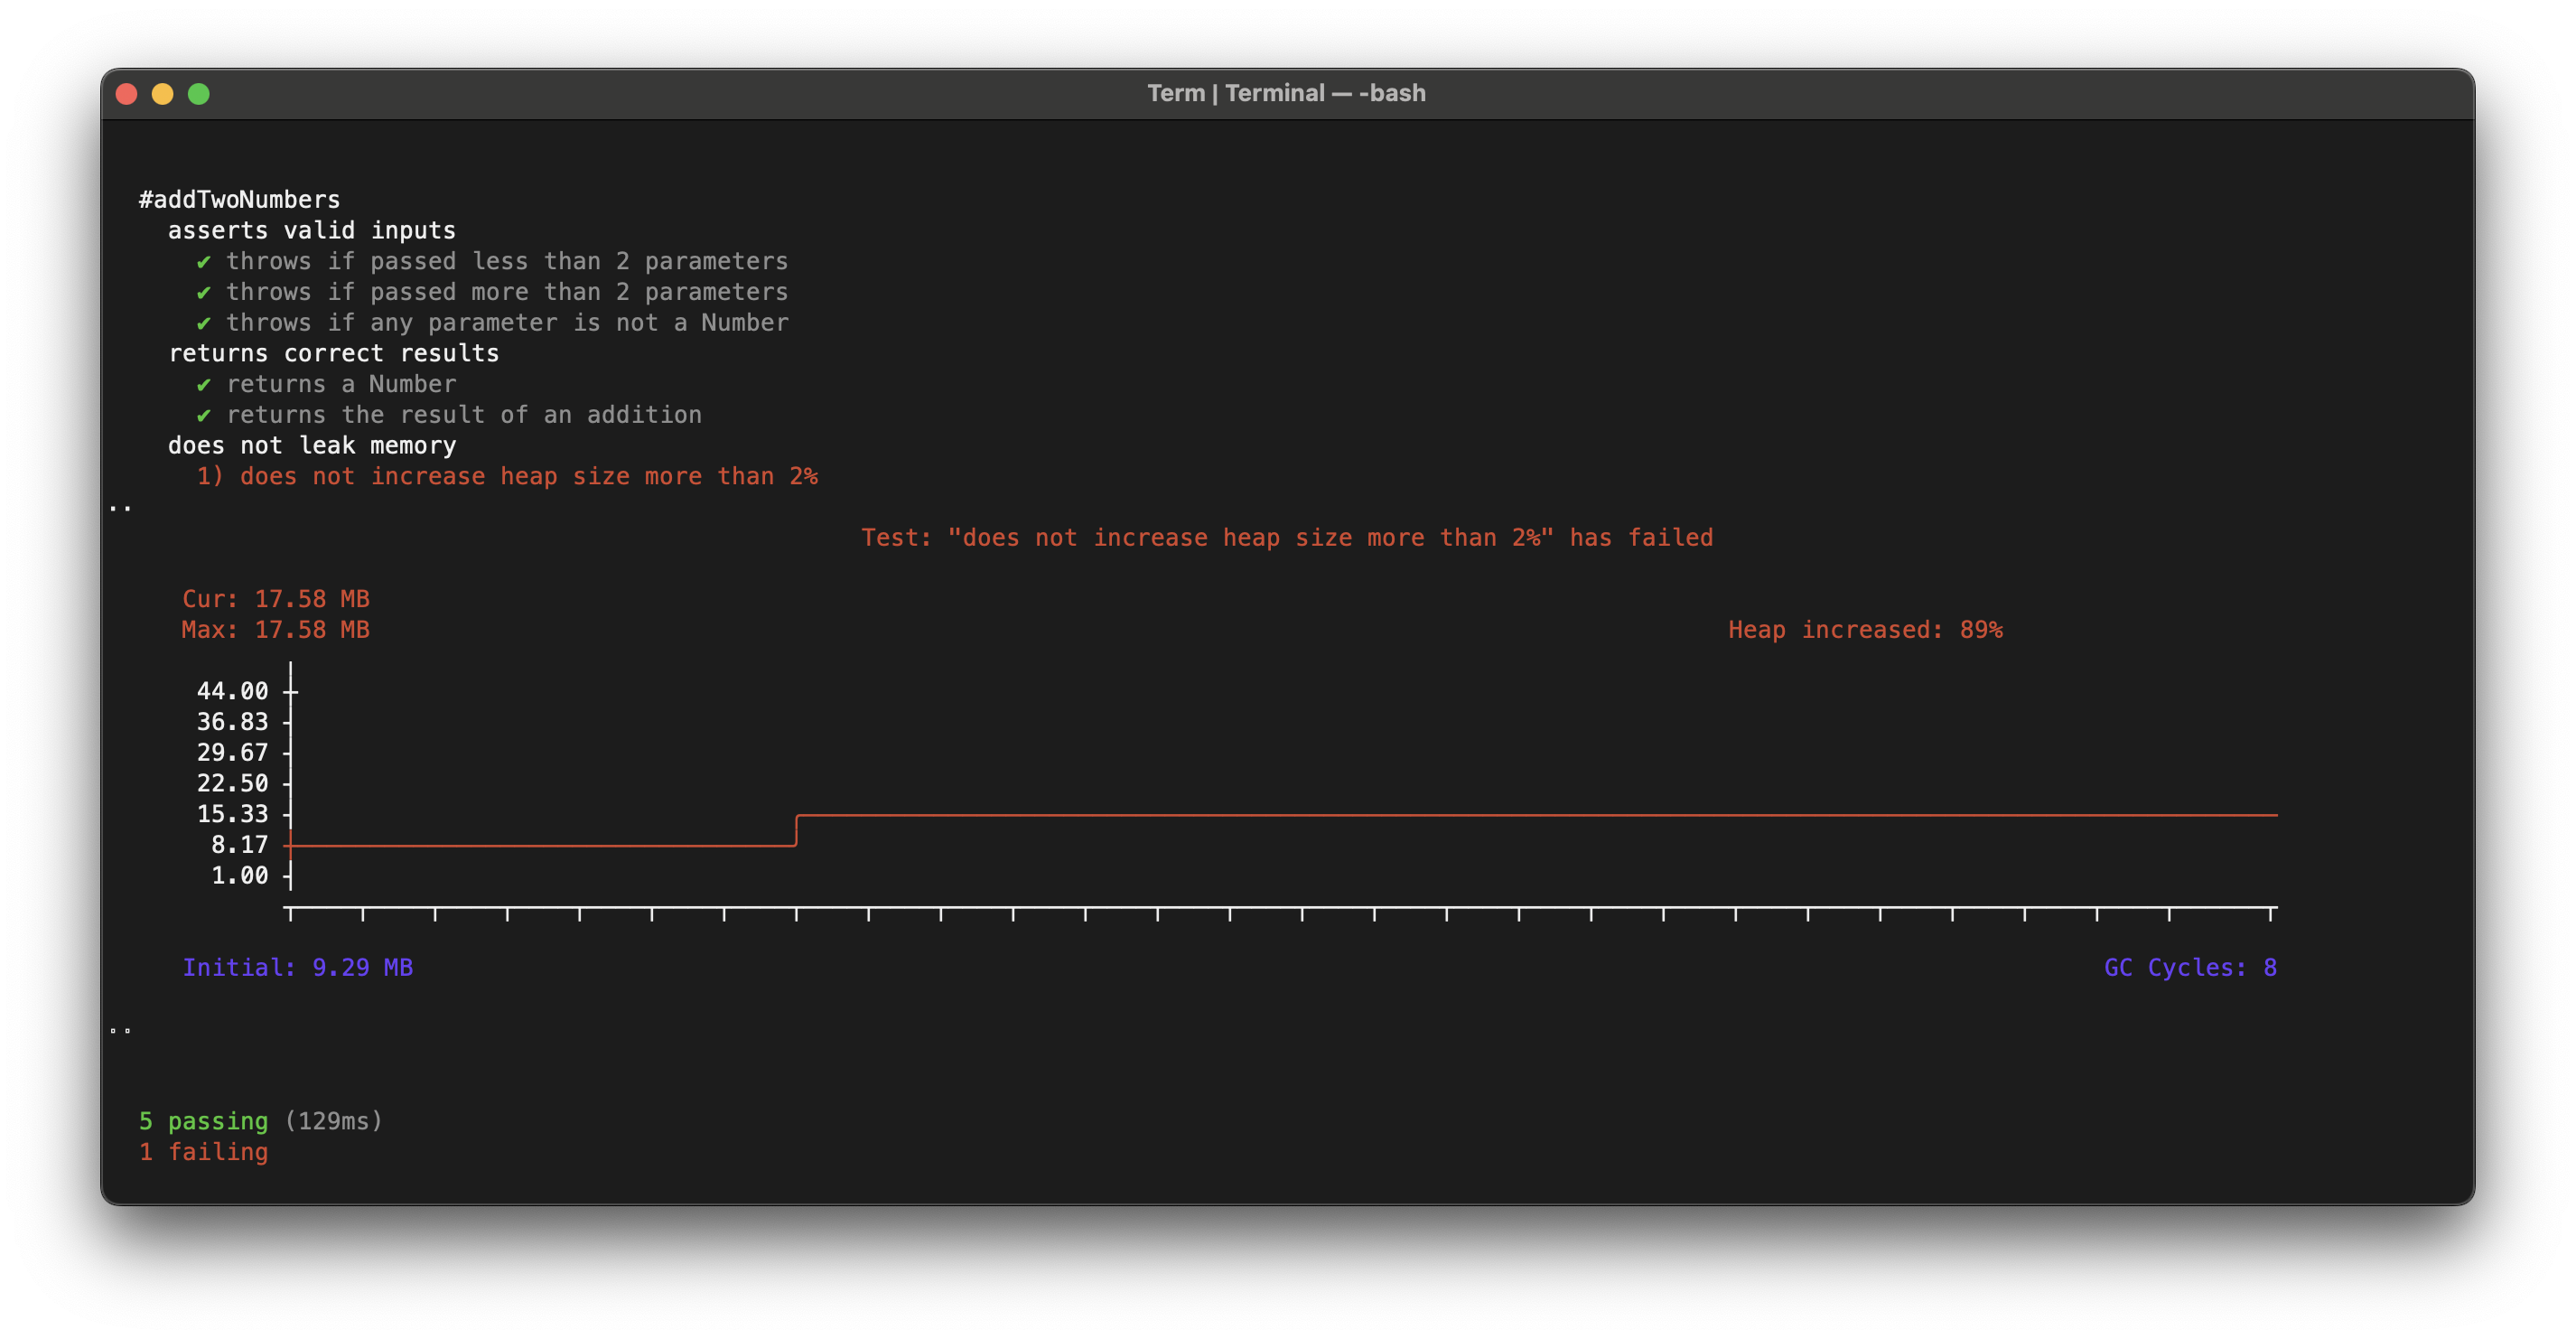 Term | Terminal — -bash
#addTwoNumbers
asserts valid inputs
✔ throws if passed less than 2 parameters
✔ throws if passed more than 2 parameters
✔ throws if any parameter is not a Number
returns correct results
✔ returns a Number
✔ returns the result of an addition
does not leak memory
1) does not increase heap size more than 2%
..
Test: "does not increase heap size more than 2%" has failed
Cur: 17.58 MB
Max: 17.58 MB Heap increased: 89%
44.00
36.83
29.67
22.50
15.33
8.17
1.00
Initial: 9.29 MB GC Cycles: 8
5 passing (129ms)
1 failing